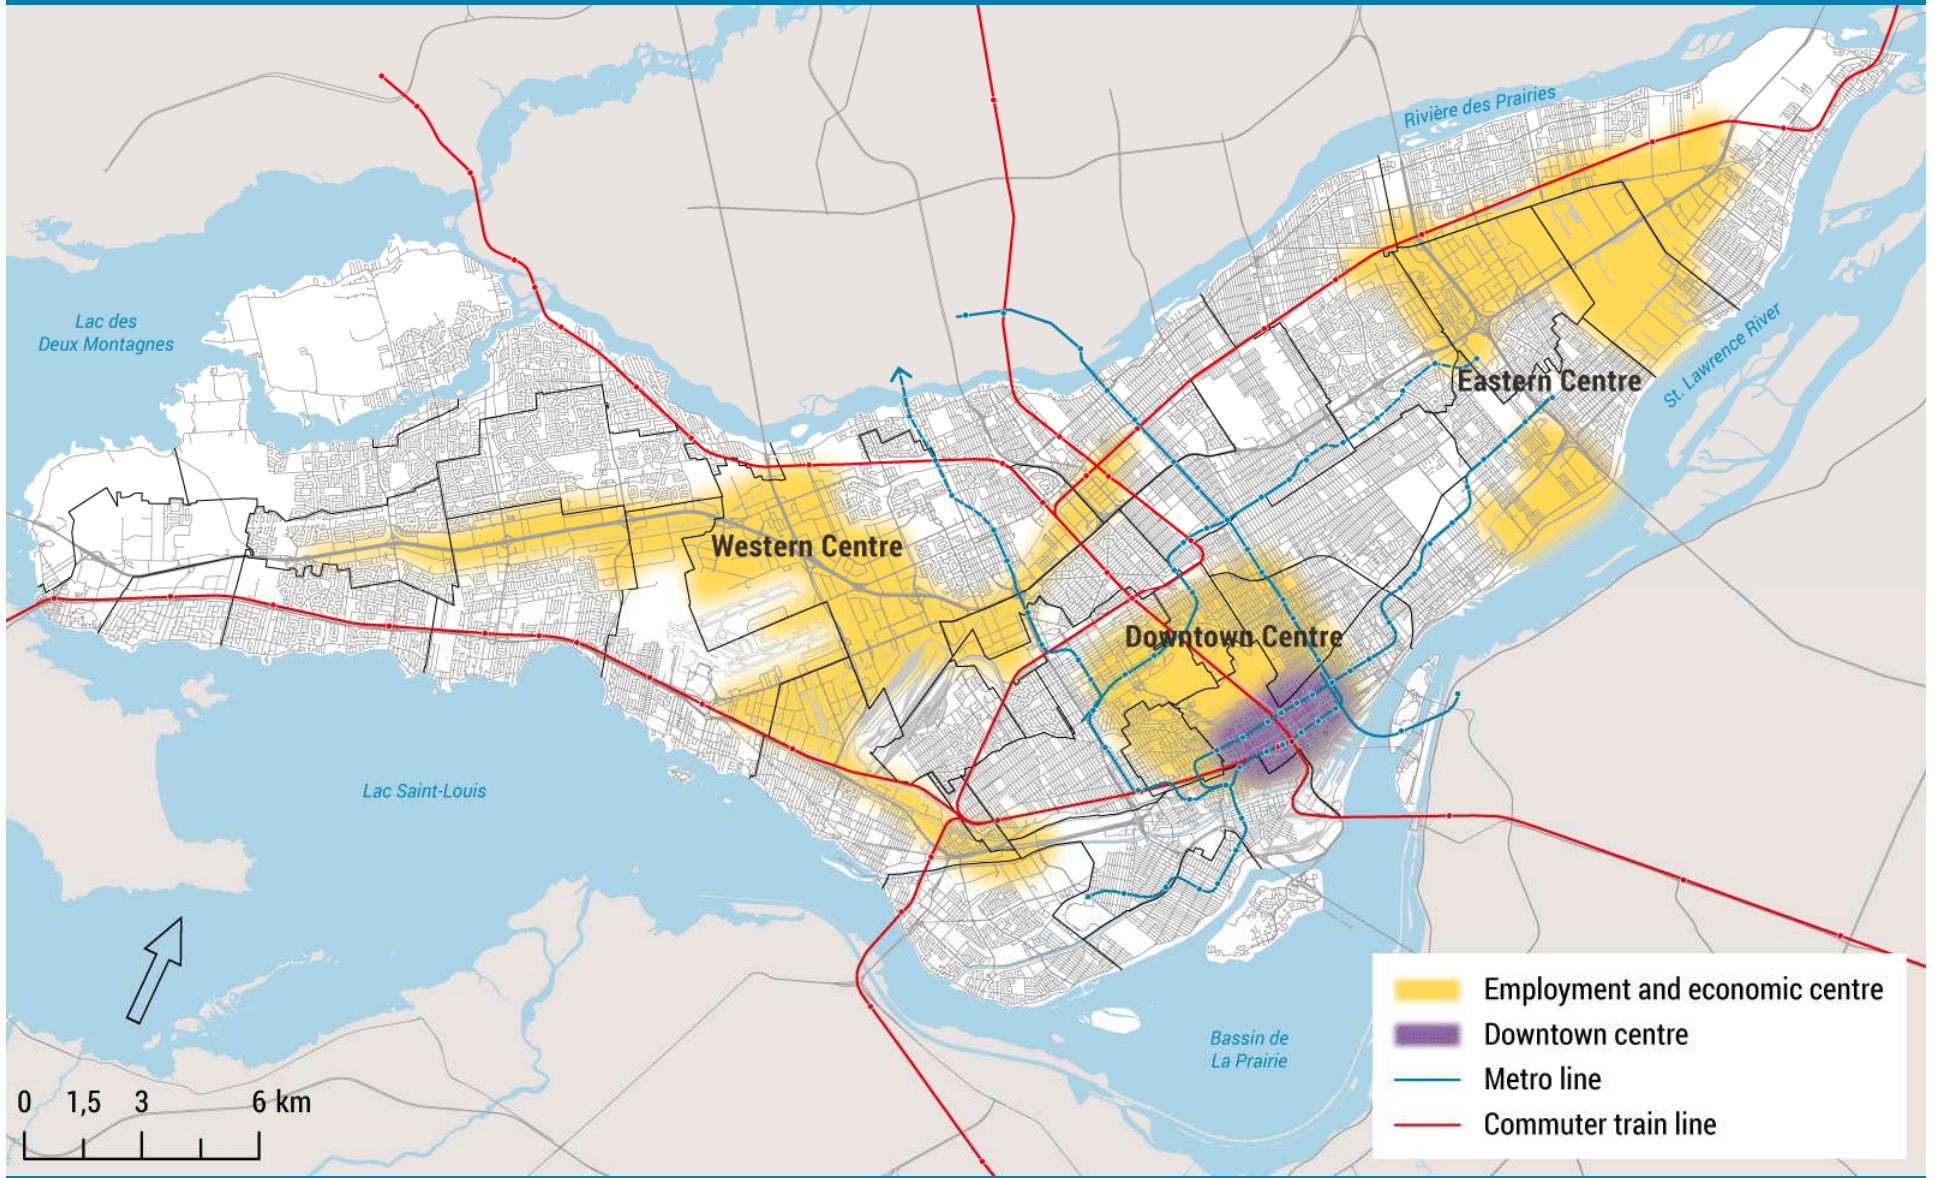 Rivière des Prairies
Lac des
Deux Montagnes
St. Lawrence River
Eastern Centre
Western Centre
Downtown Centre
Lac Saint-Louis
Bassin de
La Prairie
0 1,5 3 6 km
Employment and economic centre
Downtown centre
Metro line
Commuter train line